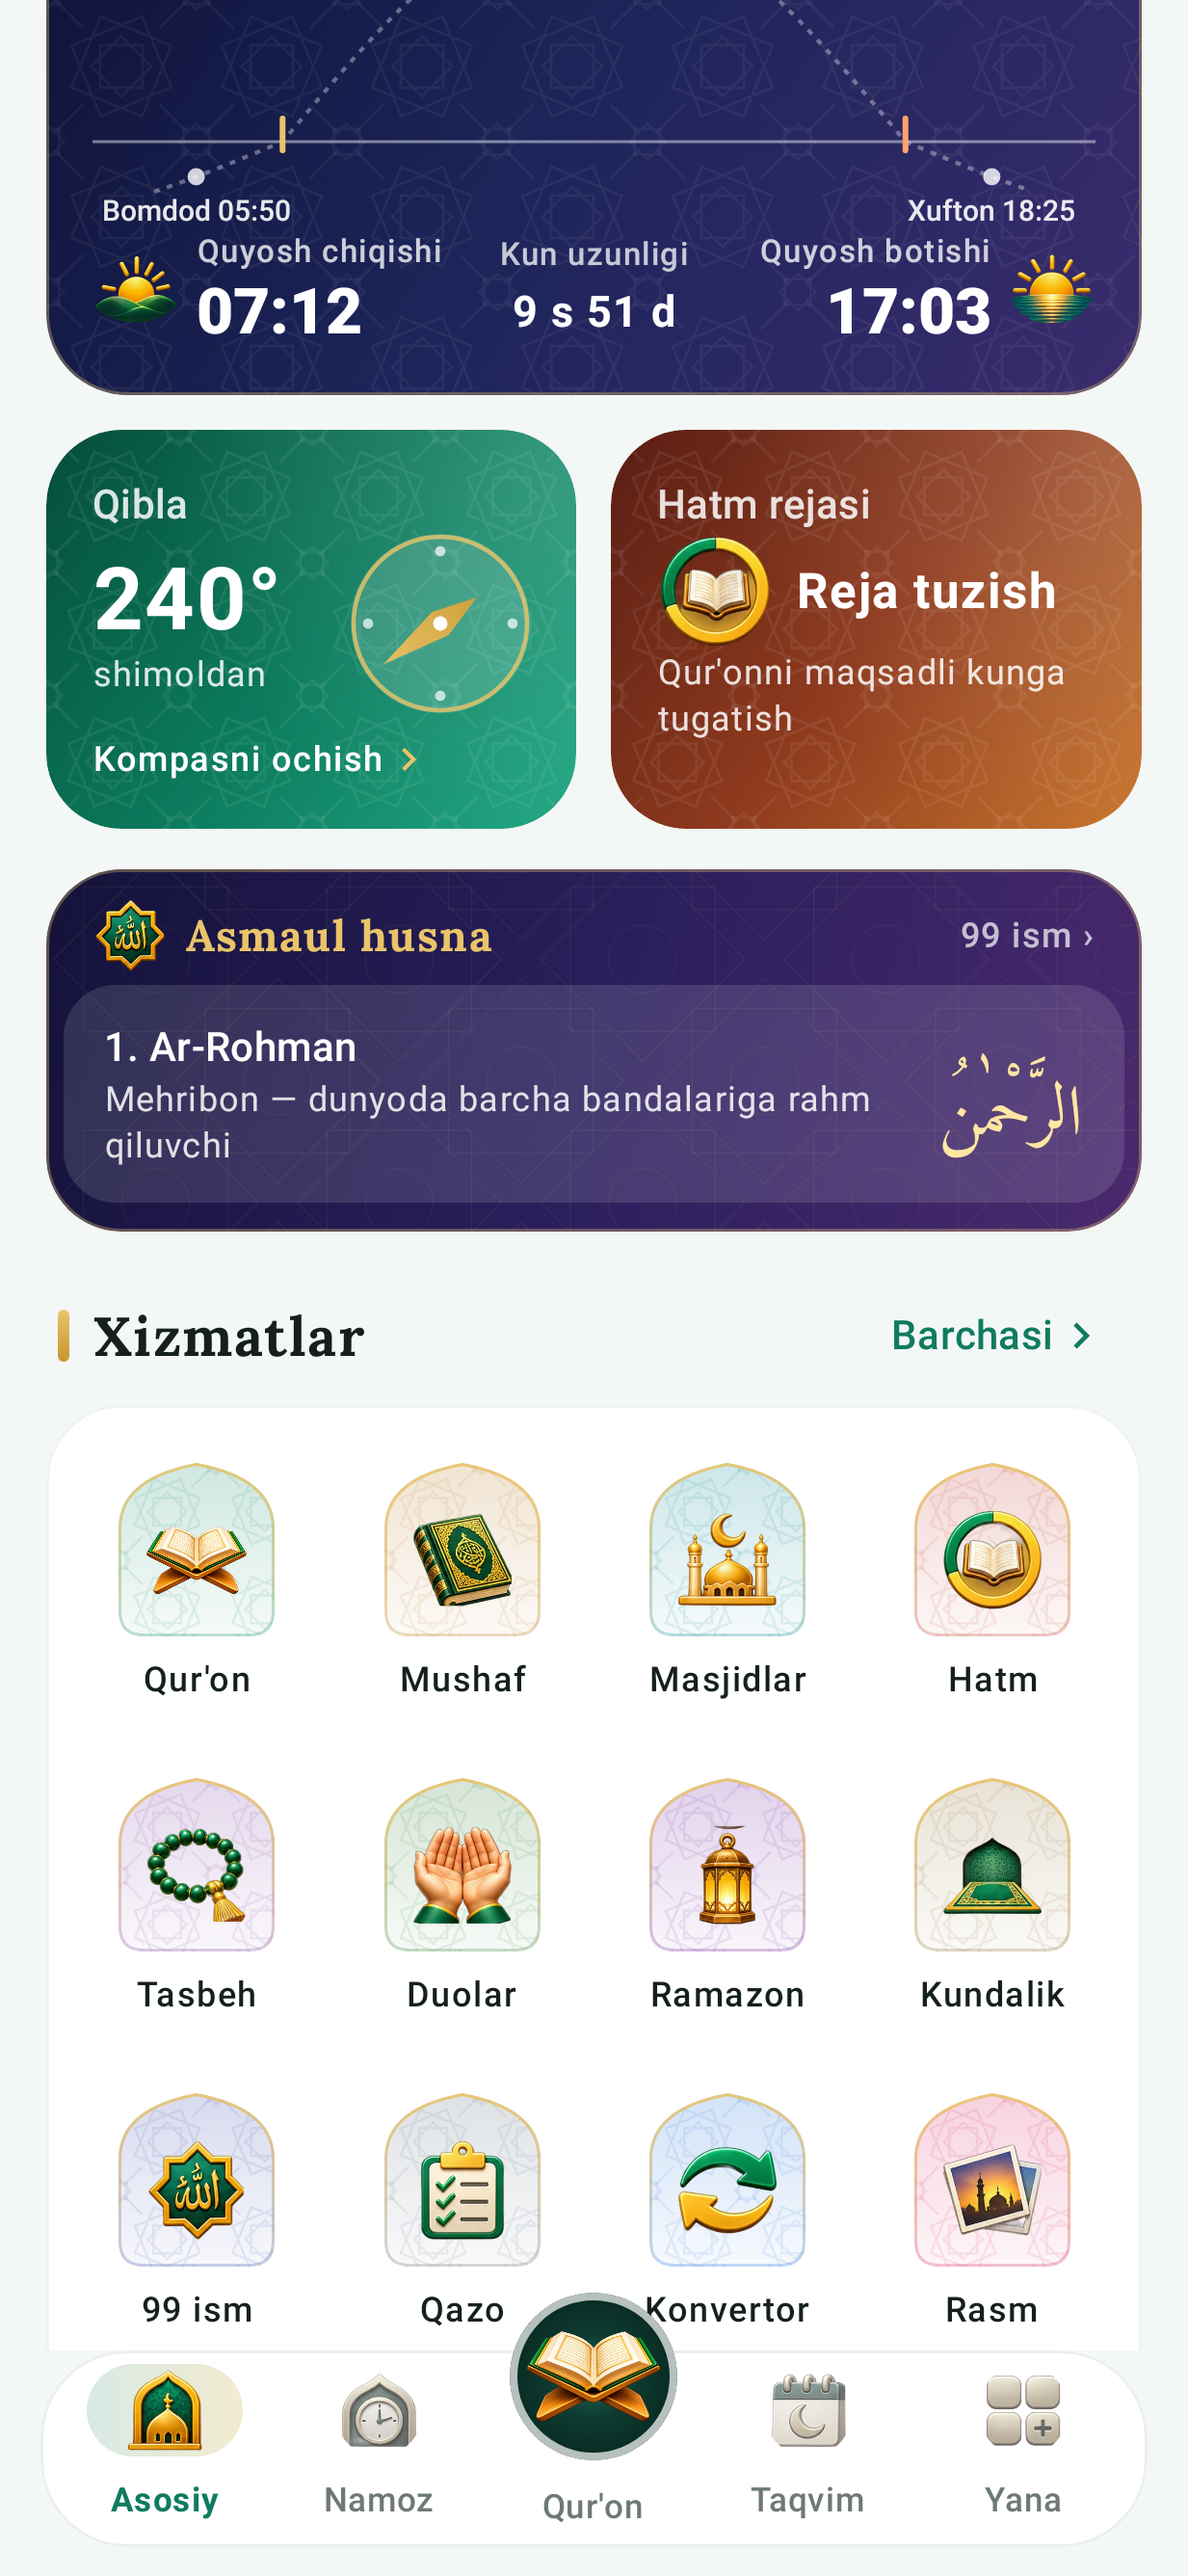 Bomdod 05:50
Xufton 18:25
Quyosh chiqishi
Kun uzunligi
Quyosh botishi
07:12
9 s 51 d
17:03
Qibla
240°
shimoldan
Kompasni ochish
Hatm rejasi
Reja tuzish
Qur'onni maqsadli kunga
tugatish
الله
Asmaul husna
99 ism ›
1. Ar-Rohman
Mehribon — dunyoda barcha bandalariga rahm
qiluvchi
Xizmatlar
Barchasi
Qur'on
Mushaf
Masjidlar
Hatm
Tasbeh
Duolar
Ramazon
Kundalik
الله
99 ism
Qazo
Konvertor
Rasm
Asosiy
Namoz
Qur'on
Taqvim
Yana